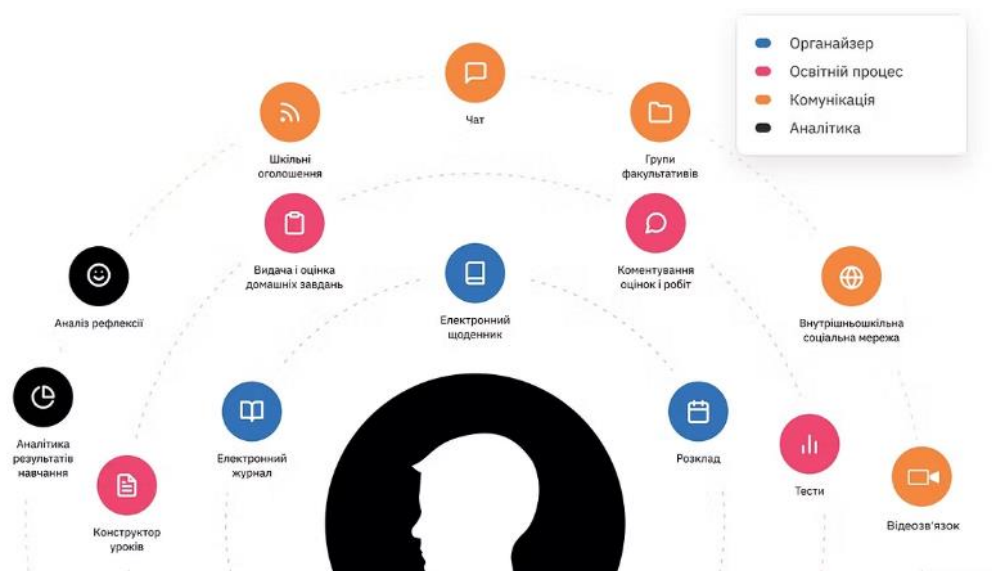 Органайзер
Освітній процес
Комунікація
Аналітика
Чат
Шкільні
оголошення
Групи
факультативів
Видача і оцінка
домашніх завдань
Коментування
оцінок і робіт
Електронний
щоденник
Аналіз рефлексії
Внутрішньошкільна
соціальна мережа
Аналітика
результатів
навчання
Електронний
журнал
Розклад
Тести
Конструктор
уроків
Відеозв'язок